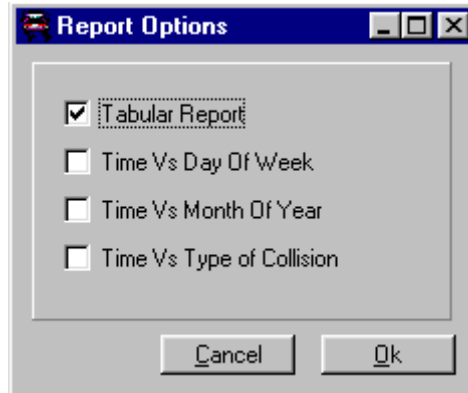 Report Options
Tabular Report
Time Vs Day Of Week
Time Vs Month Of Year
Time Vs Type of Collision
Cancel Ok